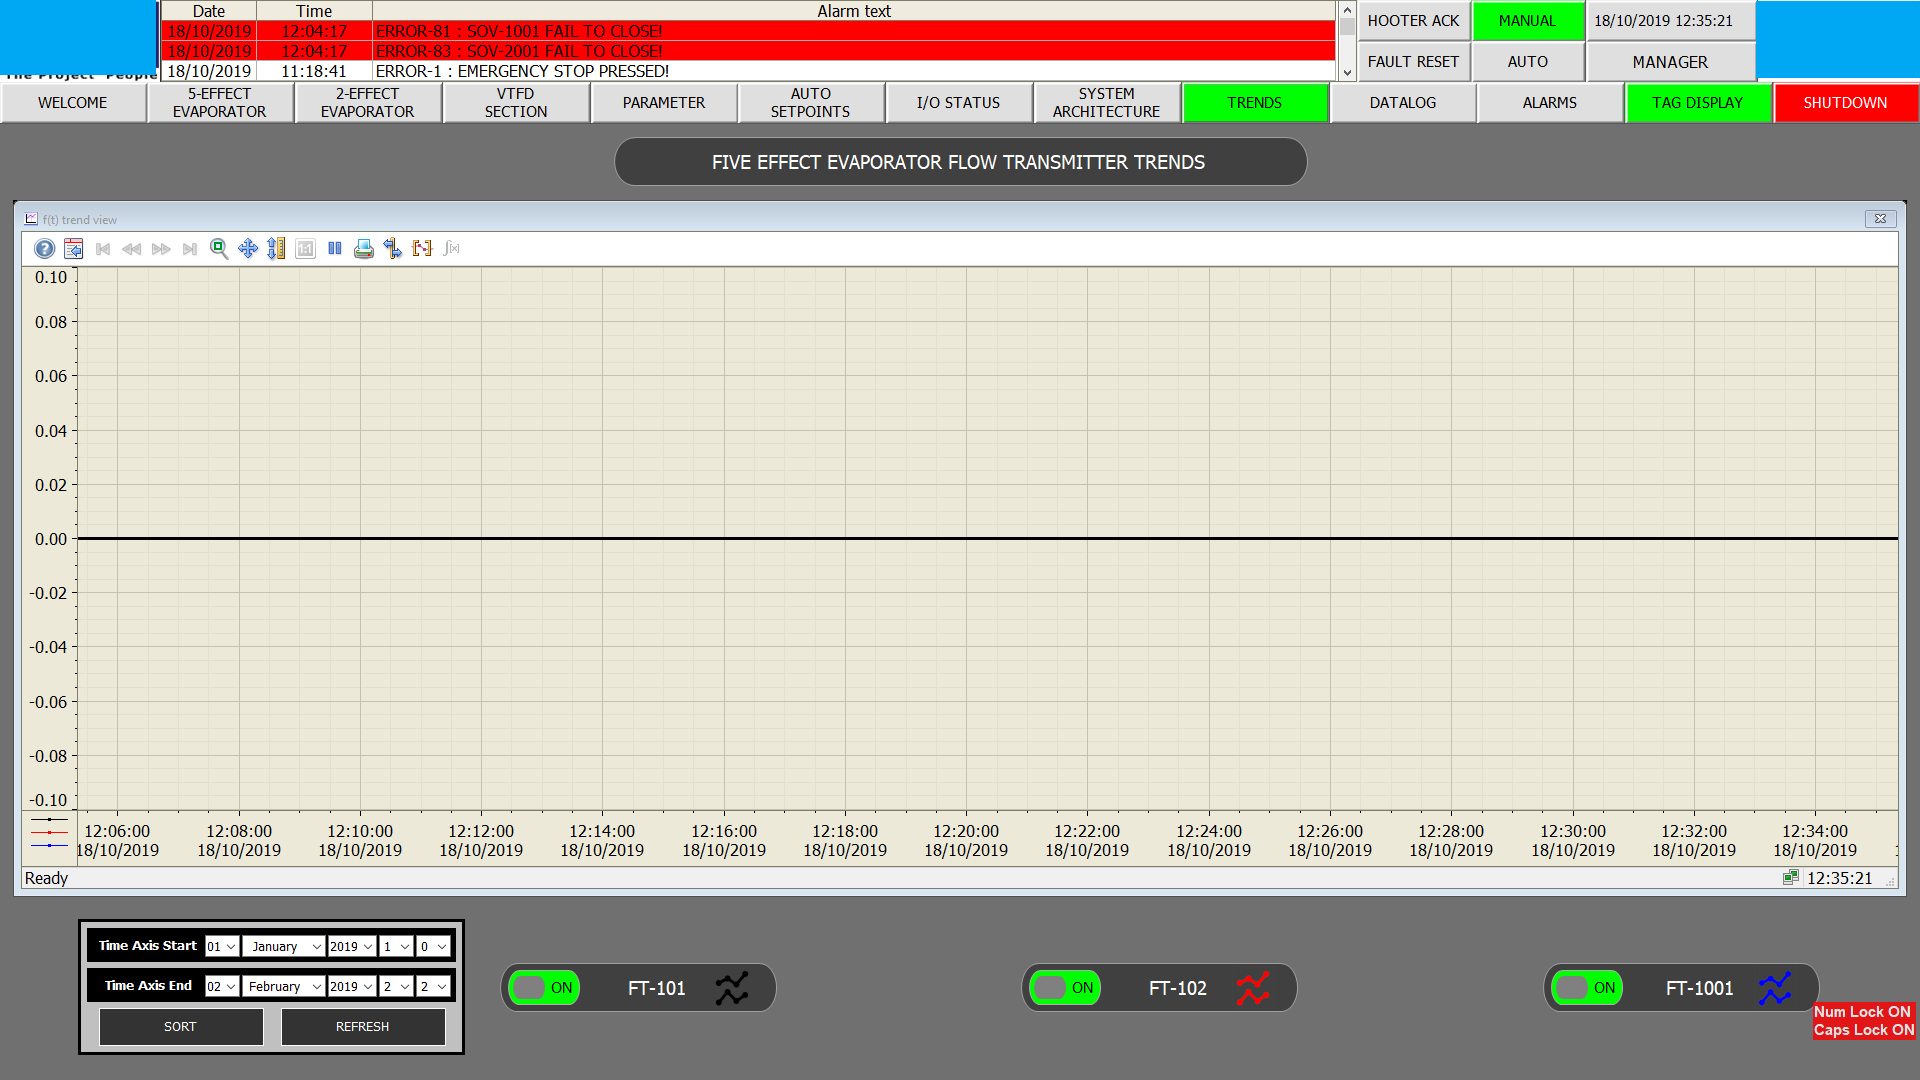 Date Time Alarm text
18/10/2019 12:04:17 ERROR-81 : SOV-1001 FAIL TO CLOSE!
18/10/2019 12:04:17 ERROR-83 : SOV-2001 FAIL TO CLOSE!
18/10/2019 11:18:41 ERROR-1 : EMERGENCY STOP PRESSED!
HOOTER ACK MANUAL 18/10/2019 12:35:21
FAULT RESET AUTO MANAGER
The Project People
WELCOME
5-EFFECT
EVAPORATOR
2-EFFECT
EVAPORATOR
VTFD
SECTION
PARAMETER
AUTO
SETPOINTS
I/O STATUS
SYSTEM
ARCHITECTURE
TRENDS
DATALOG
ALARMS
TAG DISPLAY
SHUTDOWN
FIVE EFFECT EVAPORATOR FLOW TRANSMITTER TRENDS
f(t) trend view
0.10
0.08
0.06
0.04
0.02
0.00
-0.02
-0.04
-0.06
-0.08
-0.10
12:06:00 12:08:00 12:10:00 12:12:00 12:14:00 12:16:00 12:18:00 12:20:00 12:22:00 12:24:00 12:26:00 12:28:00 12:30:00 12:32:00 12:34:00
18/10/2019 18/10/2019 18/10/2019 18/10/2019 18/10/2019 18/10/2019 18/10/2019 18/10/2019 18/10/2019 18/10/2019 18/10/2019 18/10/2019 18/10/2019 18/10/2019 18/10/2019
Ready 12:35:21
Time Axis Start 01 January 2019 1 0
Time Axis End 02 February 2019 2 2
SORT REFRESH
ON FT-101
ON FT-102
ON FT-1001
Num Lock ON
Caps Lock ON